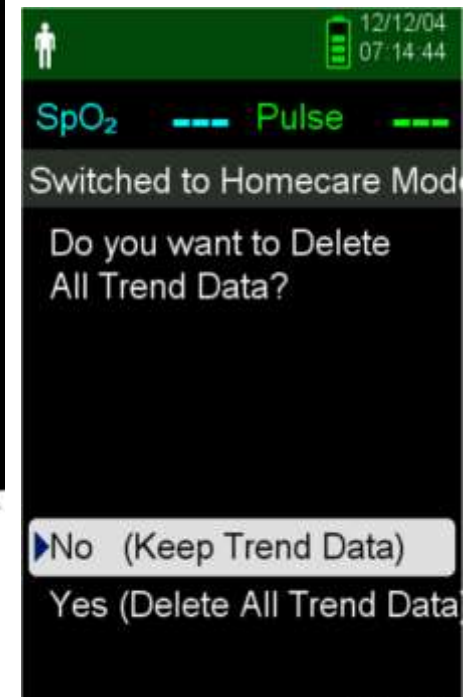 12/12/04
07:14:44
SpO₂ --- Pulse ---
Switched to Homecare Mod
Do you want to Delete
All Trend Data?
No (Keep Trend Data)
Yes (Delete All Trend Data)